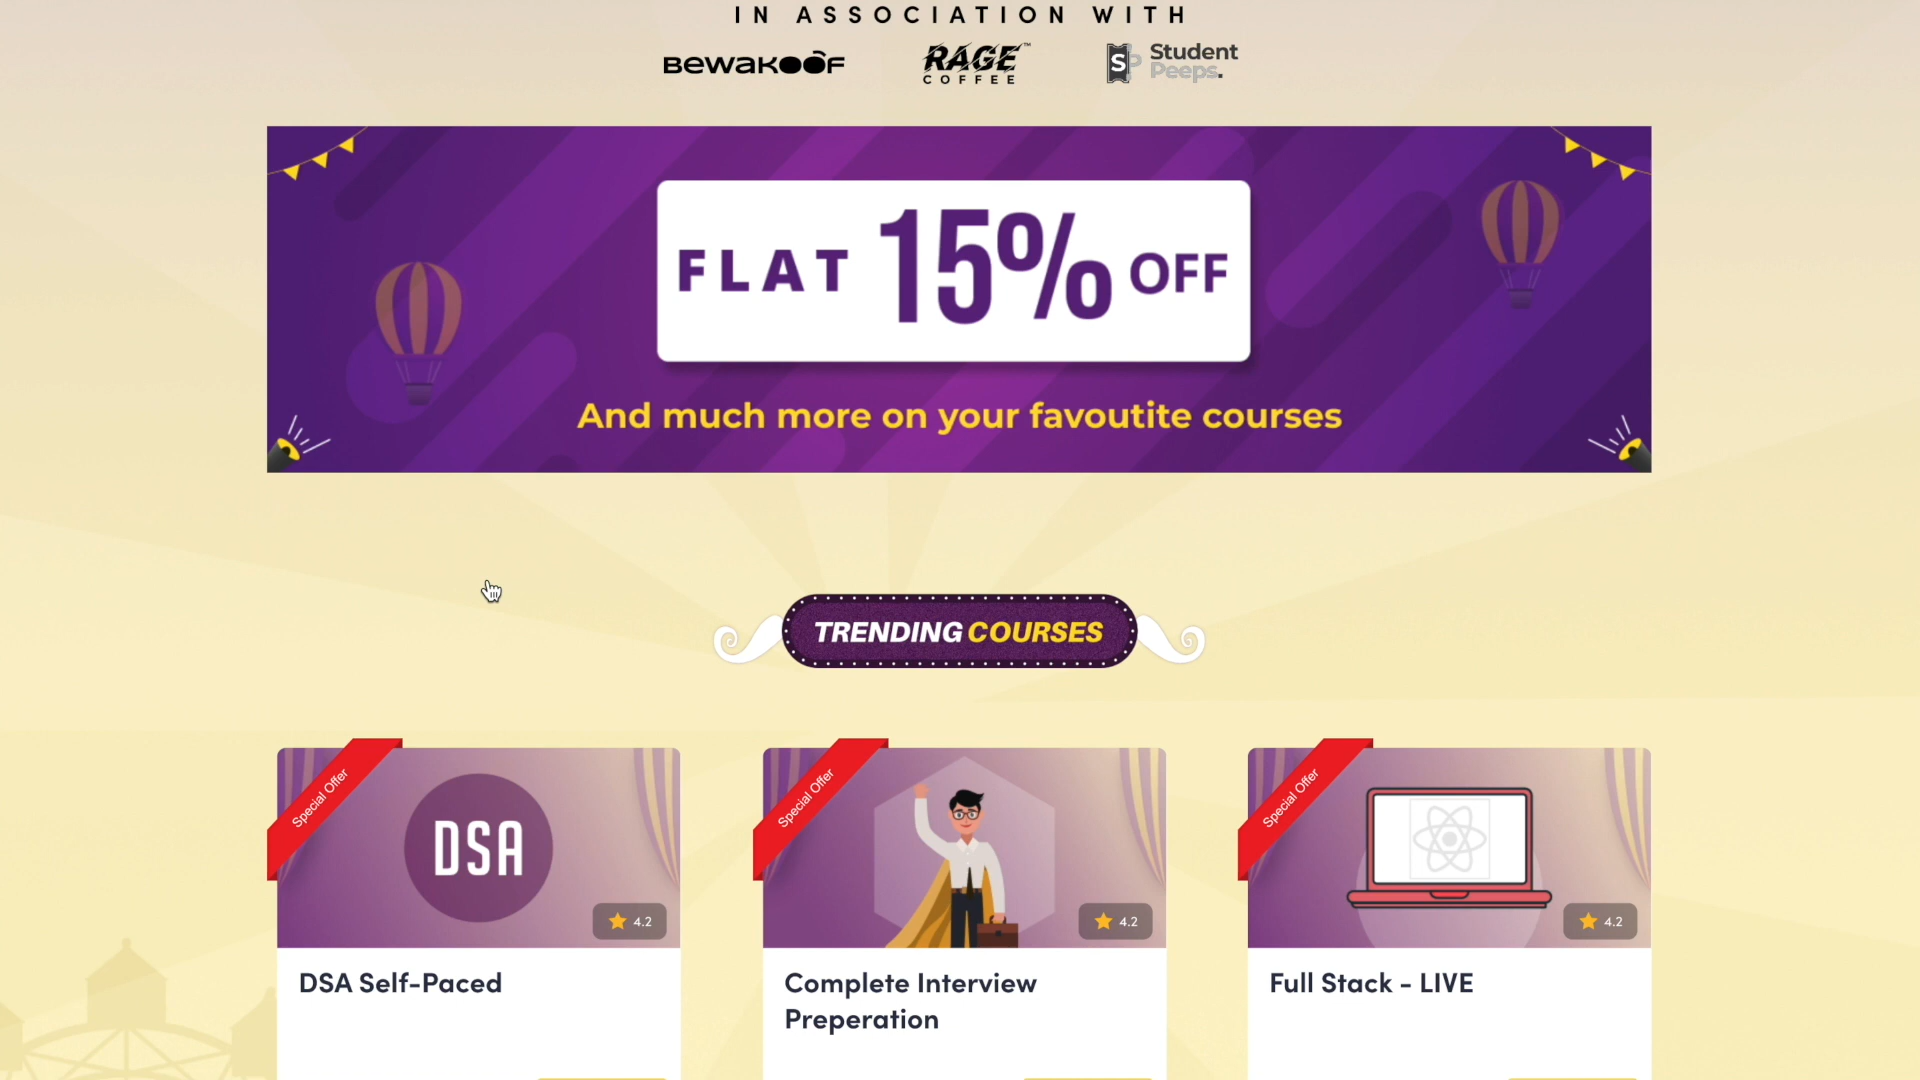 IN ASSOCIATION WITH
BEWAKOOF
RAGE™
COFFEE
SP
Student
Peeps.
FLAT 15% OFF
And much more on your favoutite courses
TRENDING COURSES
Special Offer
Special Offer
Special Offer
DSA
4.2
4.2
4.2
DSA Self-Paced
Complete Interview
Preperation
Full Stack - LIVE